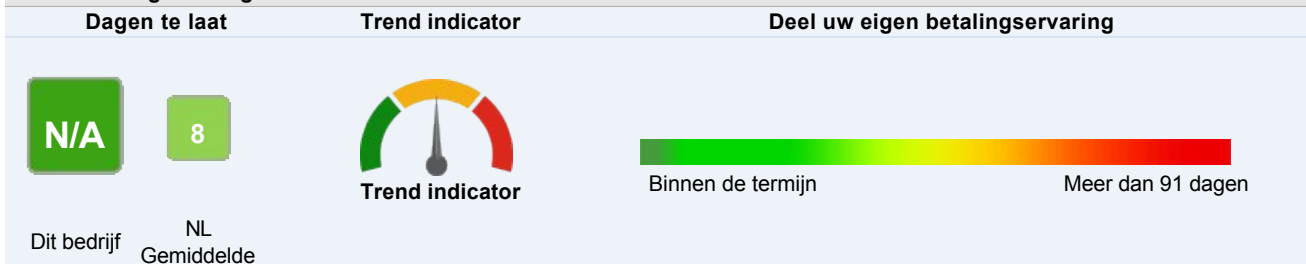 Dagen te laat Trend indicator Deel uw eigen betalingservaring
N/A 8
Trend indicator
Binnen de termijn Meer dan 91 dagen
Dit bedrijf
NL
Gemiddelde